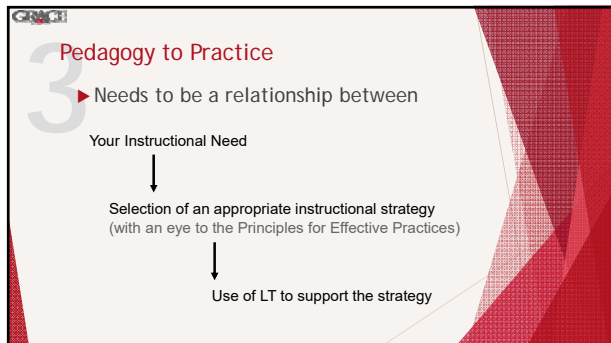 GRACE
3
Pedagogy to Practice
Needs to be a relationship between
Your Instructional Need
Selection of an appropriate instructional strategy
(with an eye to the Principles for Effective Practices)
Use of LT to support the strategy